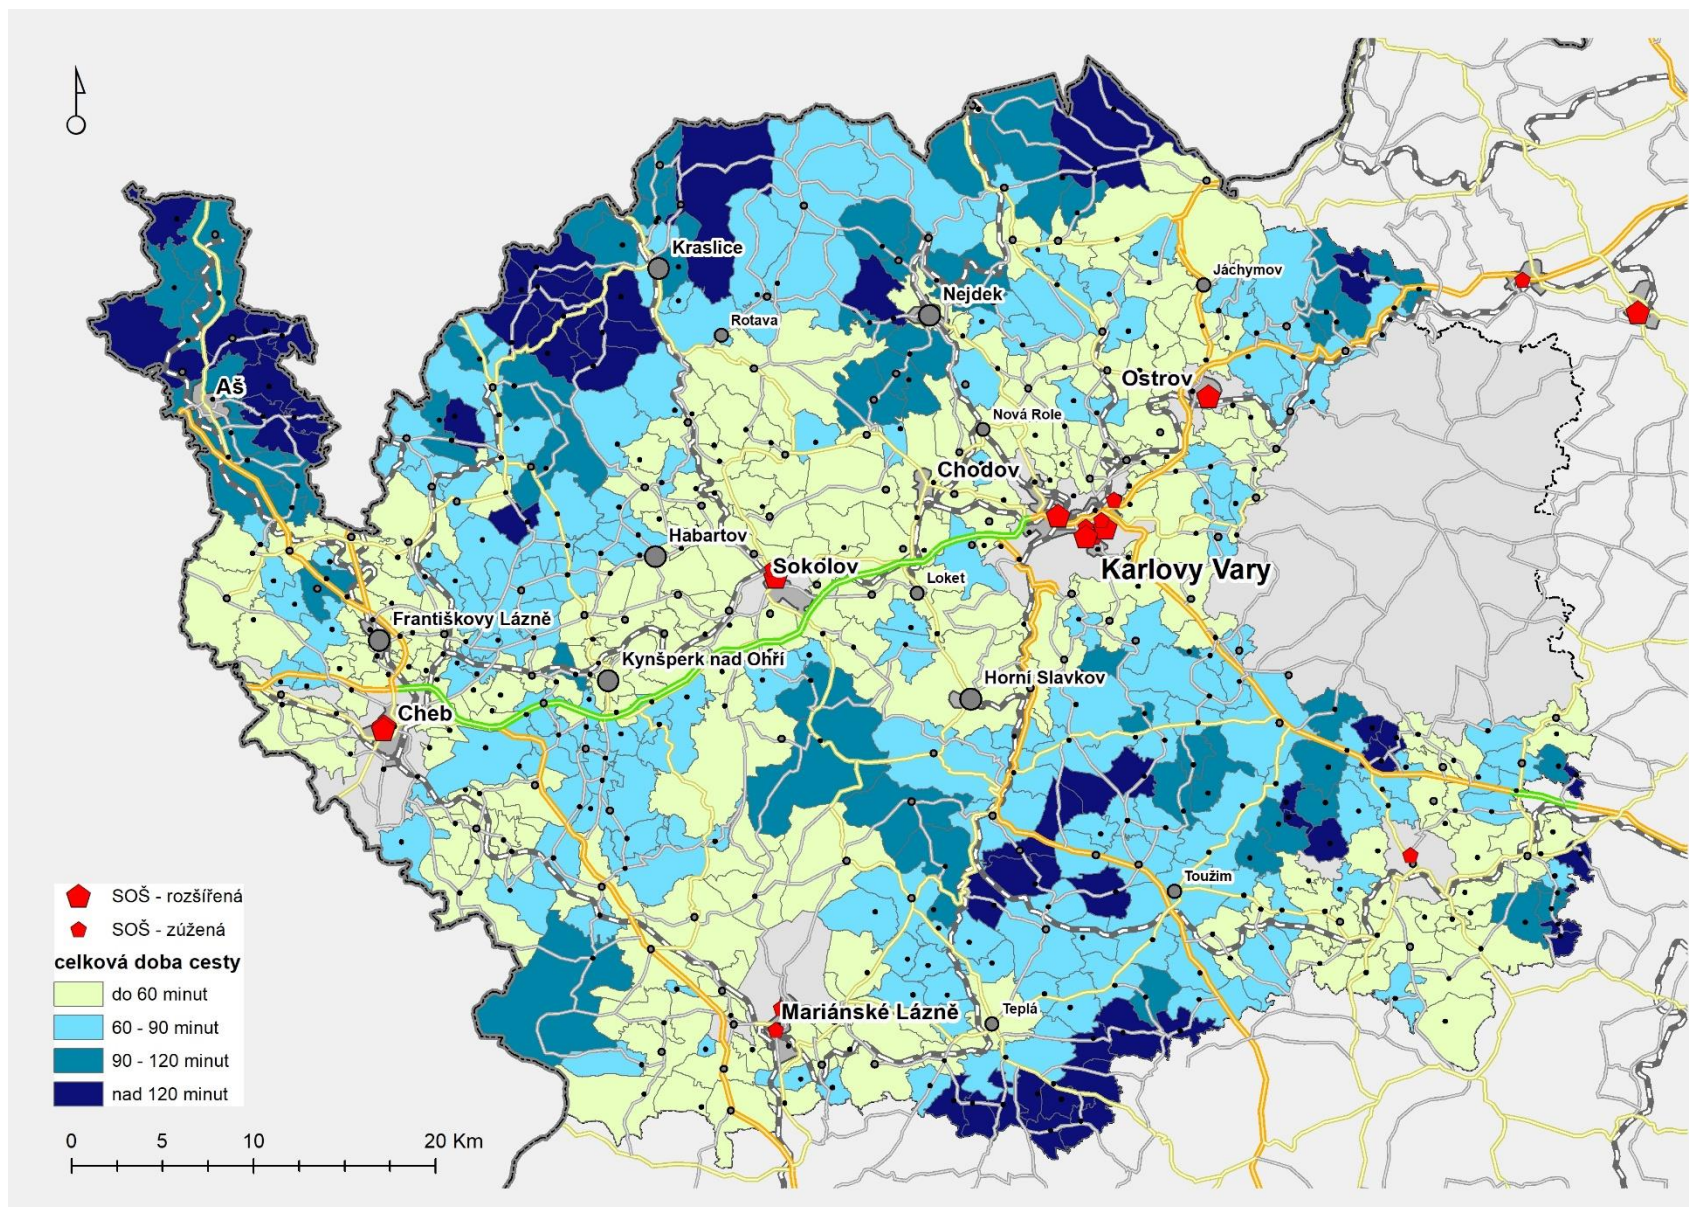 Kraslice
Jáchymov
Nejdek
Rotava
Aš
Ostrov
Nová Role
Chodov
Habartov
Sokolov
Karlovy Vary
Loket
Františkovy Lázně
Kynšperk nad Ohří
Horní Slavkov
Cheb
Toužim
SOŠ - rozšířená
SOŠ - zúžená
celková doba cesty
do 60 minut
60 - 90 minut
90 - 120 minut
nad 120 minut
Mariánské Lázně
Teplá
0 5 10 20 Km